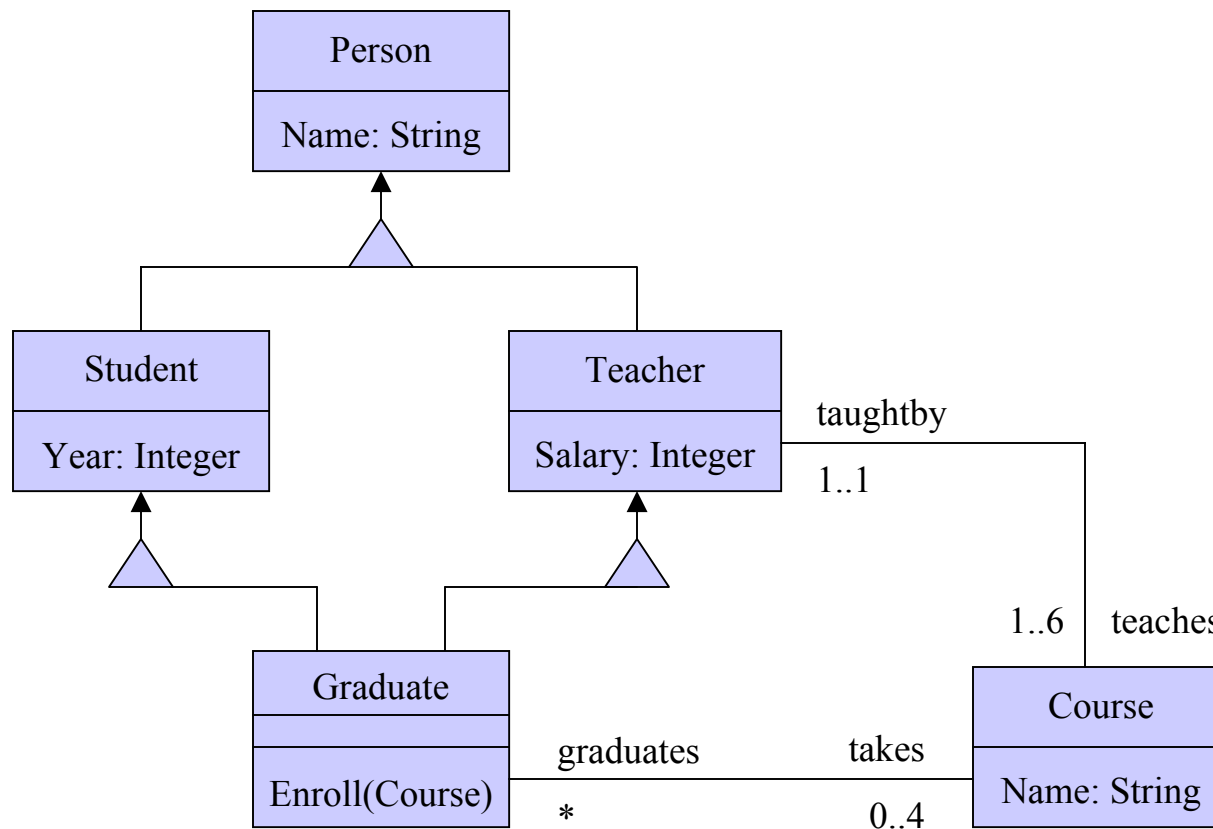 Person
Name: String
Student
Year: Integer
Teacher
Salary: Integer
taughtby
1..1
1..6 teaches
Graduate
Enroll(Course)
graduates
*
takes
0..4
Course
Name: String